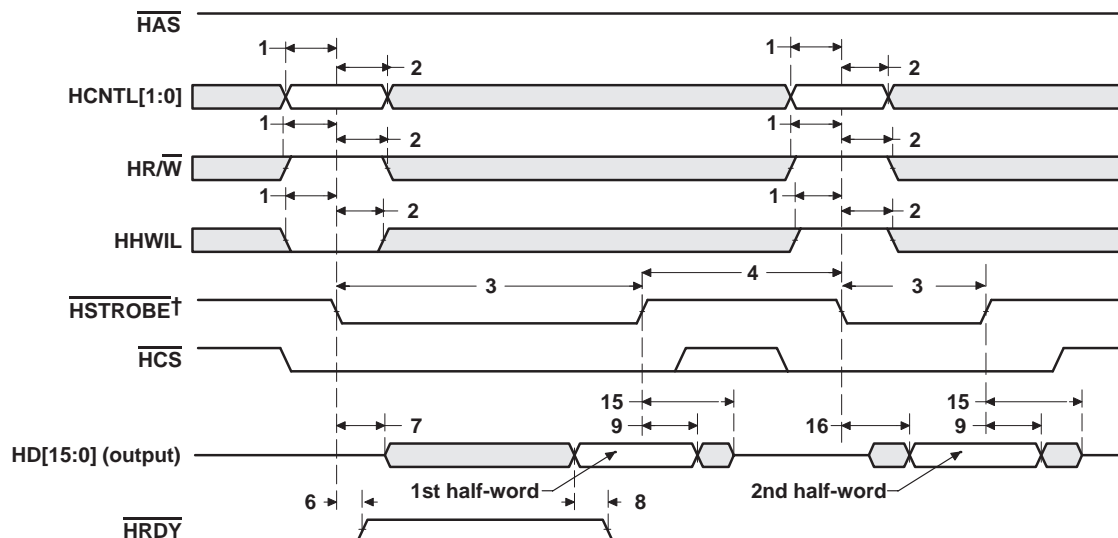 HAS
1
1
2
2
HCNTL[1:0]
1
1
2
2
HR/W
1
1
2
2
HHWIL
4
3
3
HSTROBE†
HCS
15
15
7
9
16
9
HD[15:0] (output)
1st half-word
2nd half-word
6
8
HRDY